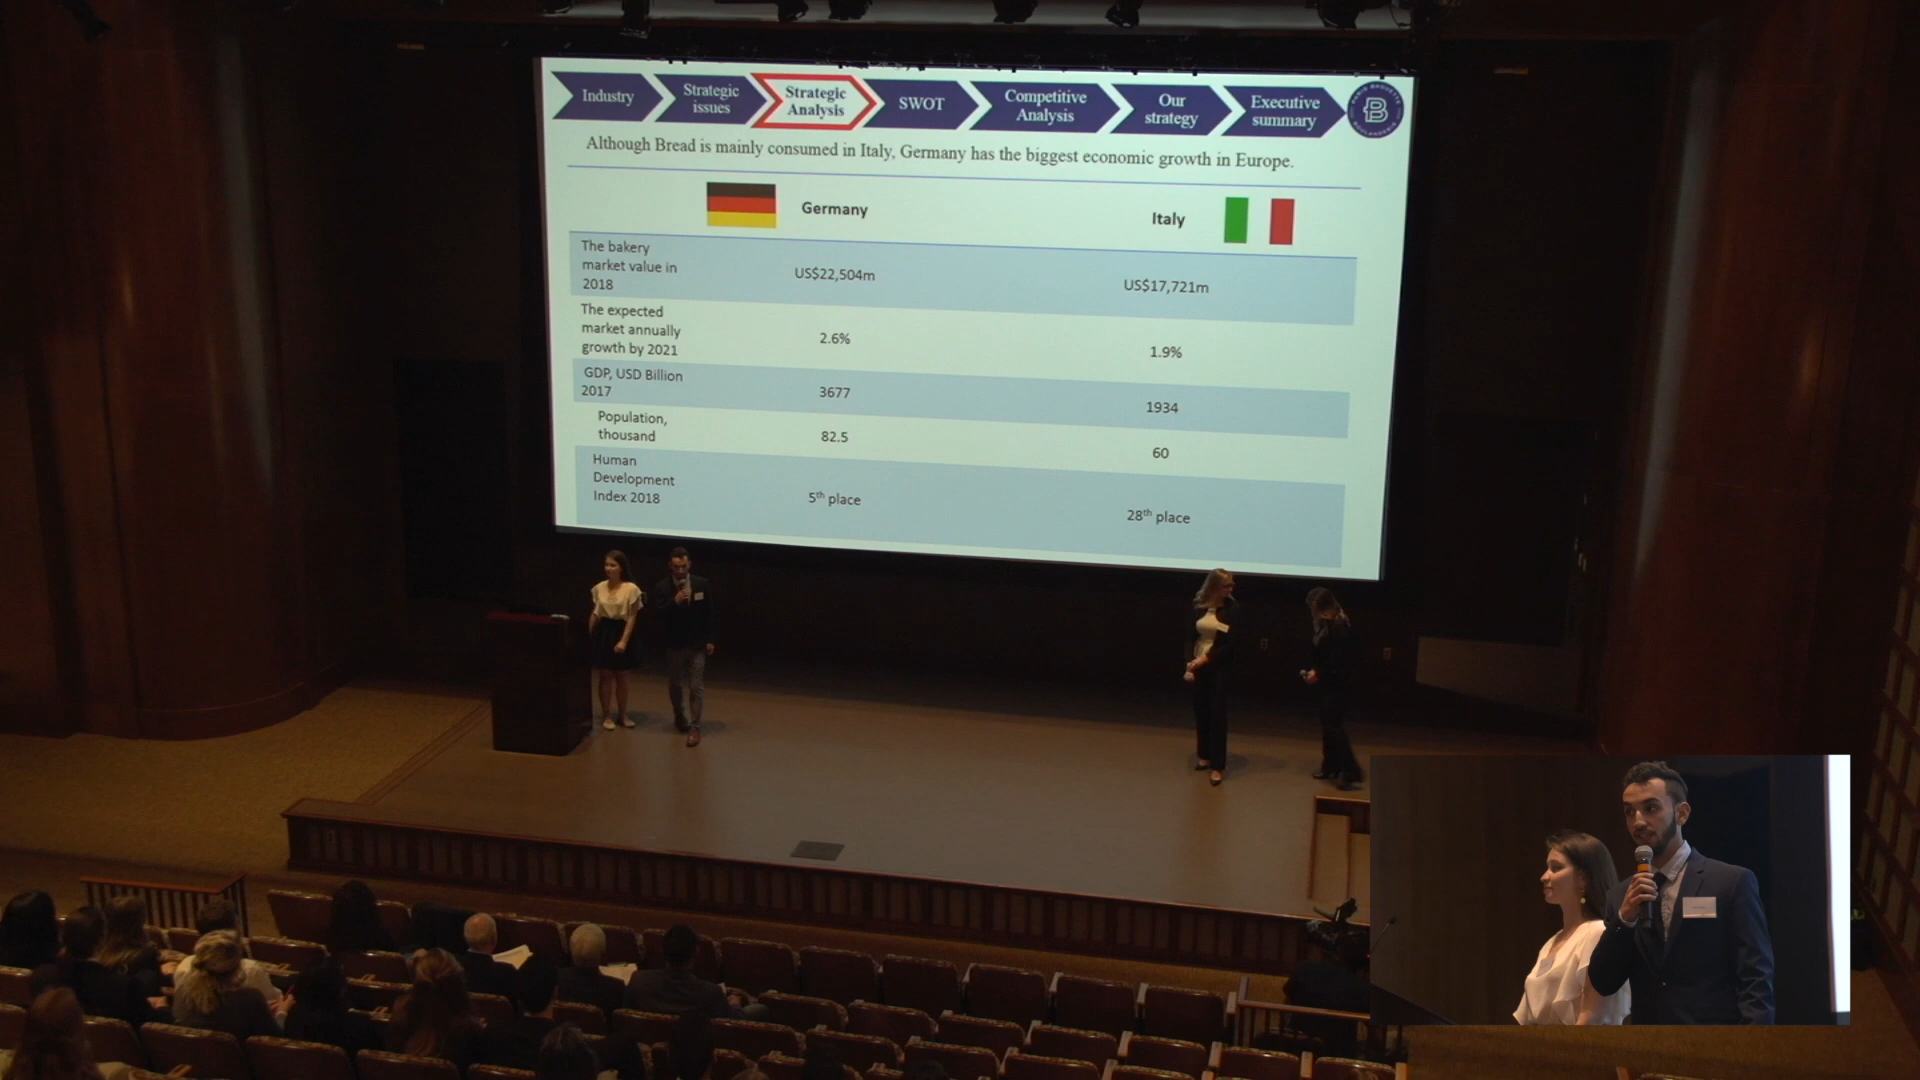 Industry
Strategic
issues
Strategic
Analysis
SWOT
Competitive
Analysis
Our
strategy
Executive
summary
B
Although Bread is mainly consumed in Italy, Germany has the biggest economic growth in Europe.
Germany
Italy
The bakery
market value in
2018
US$22,504m
US$17,721m
The expected
market annually
growth by 2021
2.6%
1.9%
GDP, USD Billion
2017
3677
1934
Population,
thousand
82.5
60
Human
Development
Index 2018
5th place
28th place